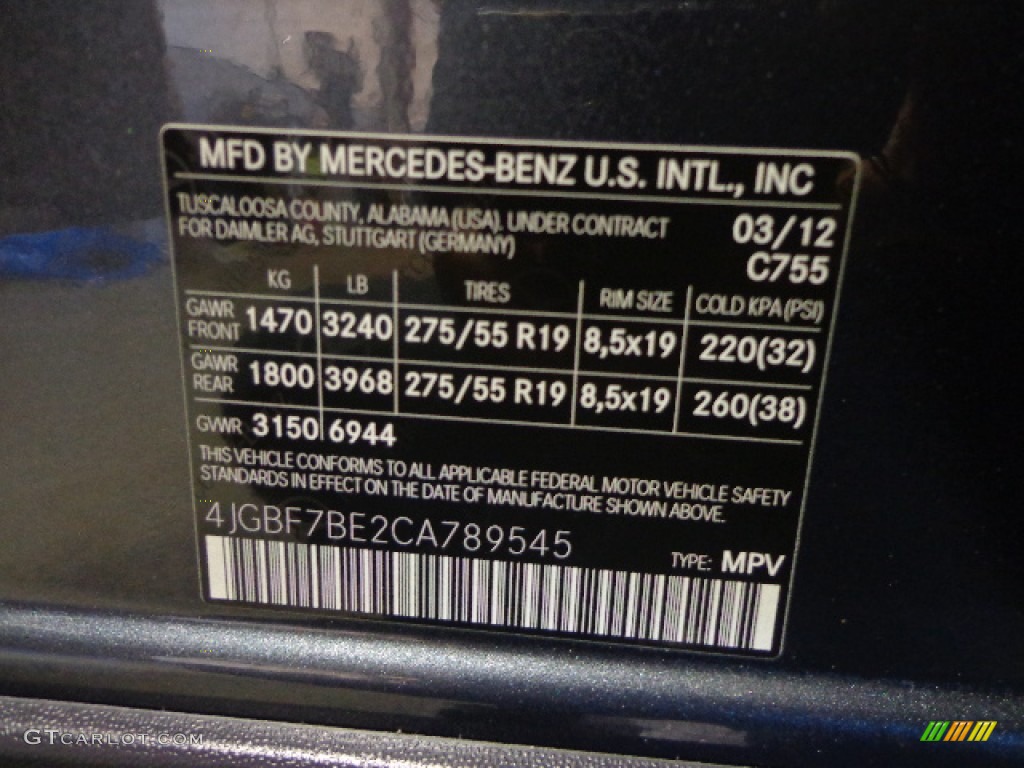 MFD BY MERCEDES-BENZ U.S. INTL., INC
TUSCALOOSA COUNTY, ALABAMA (USA), UNDER CONTRACT
FOR DAIMLER AG, STUTTGART (GERMANY)
03/12
C755
KG LB TIRES RIM SIZE COLD KPA (PSI)
GAWR FRONT 1470 3240 275/55 R19 8,5x19 220(32)
GAWR REAR 1800 3968 275/55 R19 8,5x19 260(38)
GVWR 3150 6944
THIS VEHICLE CONFORMS TO ALL APPLICABLE FEDERAL MOTOR VEHICLE SAFETY
STANDARDS IN EFFECT ON THE DATE OF MANUFACTURE SHOWN ABOVE.
4JGBF7BE2CA789545
TYPE: MPV
GTCARLOT.COM